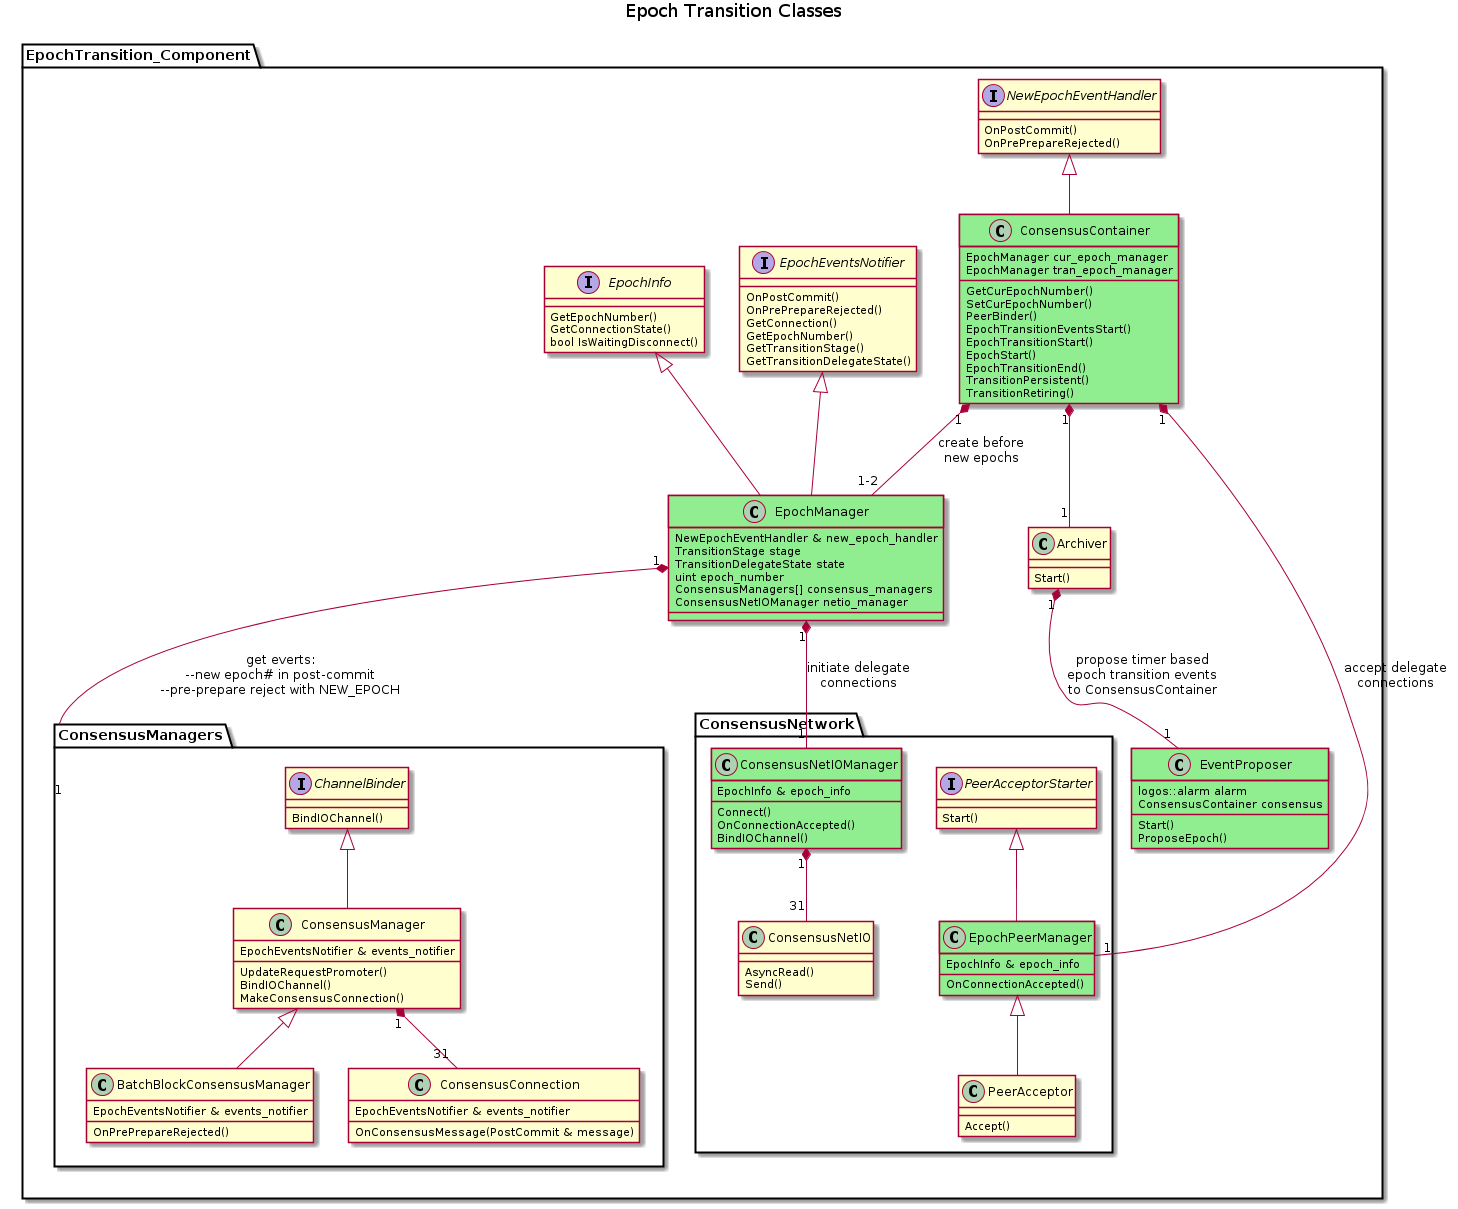 Epoch Transition Classes
EpochTransition_Component
I NewEpochEventHandler
OnPostCommit()
OnPrePrepareRejected()
C ConsensusContainer
EpochManager cur_epoch_manager
EpochManager tran_epoch_manager
GetCurEpochNumber()
SetCurEpochNumber()
PeerBinder()
EpochTransitionEventsStart()
EpochTransitionStart()
EpochStart()
EpochTransitionEnd()
TransitionPersistent()
TransitionRetiring()
I EpochInfo
GetEpochNumber()
GetConnectionState()
bool IsWaitingDisconnect()
I EpochEventsNotifier
OnPostCommit()
OnPrePrepareRejected()
GetConnection()
GetEpochNumber()
GetTransitionStage()
GetTransitionDelegateState()
1
1
1
create before
new epochs
1-2
1
C EpochManager
NewEpochEventHandler & new_epoch_handler
TransitionStage stage
TransitionDelegateState state
uint epoch_number
ConsensusManagers[] consensus_managers
ConsensusNetIOManager netio_manager
C Archiver
Start()
1
1
1
get everts:
--new epoch# in post-commit
--pre-prepare reject with NEW_EPOCH
initiate delegate
connections
propose timer based
epoch transition events
to ConsensusContainer
accept delegate
connections
ConsensusManagers
1
I ChannelBinder
BindIOChannel()
C ConsensusManager
EpochEventsNotifier & events_notifier
UpdateRequestPromoter()
BindIOChannel()
MakeConsensusConnection()
1
31
C BatchBlockConsensusManager
EpochEventsNotifier & events_notifier
OnPrePrepareRejected()
C ConsensusConnection
EpochEventsNotifier & events_notifier
OnConsensusMessage(PostCommit & message)
ConsensusNetwork
1
C ConsensusNetIOManager
EpochInfo & epoch_info
Connect()
OnConnectionAccepted()
BindIOChannel()
1
31
C ConsensusNetIO
AsyncRead()
Send()
I PeerAcceptorStarter
Start()
C EpochPeerManager
EpochInfo & epoch_info
OnConnectionAccepted()
1
C PeerAcceptor
Accept()
1
C EventProposer
logos::alarm alarm
ConsensusContainer consensus
Start()
ProposeEpoch()